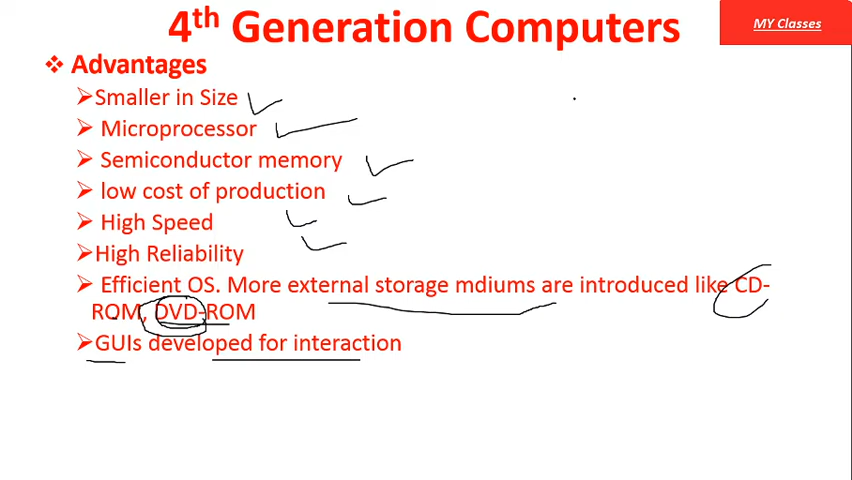 4th Generation Computers
MY Classes
❖ Advantages
➢Smaller in Size
➢ Microprocessor
➢ Semiconductor memory
➢ low cost of production
➢ High Speed
➢High Reliability
➢ Efficient OS. More external storage mdiums are introduced like CD-
ROM, DVD-ROM
➢GUIs developed for interaction